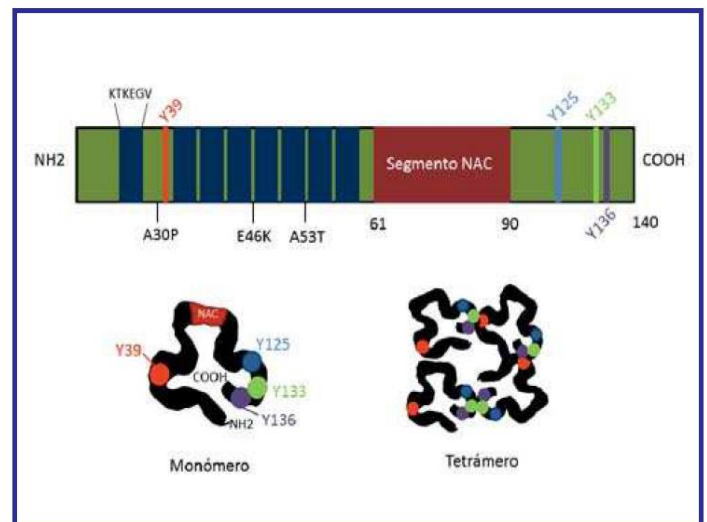 KTKEGV
Y39
Y125
Y133
NH2
Segmento NAC
COOH
A30P
E46K
A53T
61
90
Y136
140
NAC
Y39
Y125
COOH
Y133
Y136
NH2
Monómero
Tetrámero